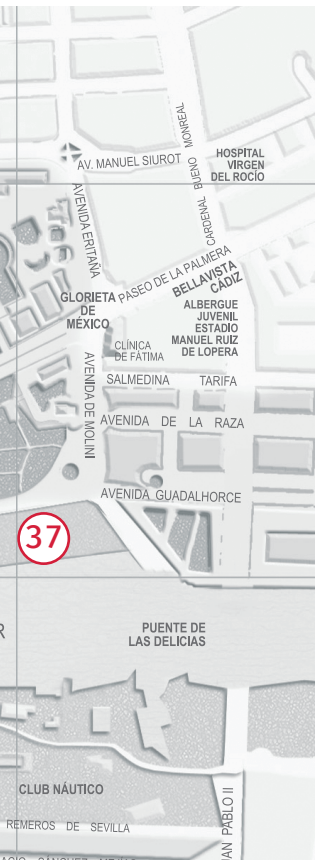 CARDENAL BUENO MONREAL
AV. MANUEL SIUROT
HOSPITAL
VIRGEN
DEL ROCÍO
AVENIDA ERITAÑA
PASEO DE LA PALMERA
BELLAVISTA
CÁDIZ
GLORIETA
DE
MÉXICO
ALBERGUE
JUVENIL
ESTADIO
MANUEL RUIZ
DE LOPERA
CLÍNICA
DE FÁTIMA
AVENIDA DE MOLINI
SALMEDINA TARIFA
AVENIDA DE LA RAZA
AVENIDA GUADALHORCE
37
R
PUENTE DE
LAS DELICIAS
CLUB NÁUTICO
REMEROS DE SEVILLA
AN PABLO II